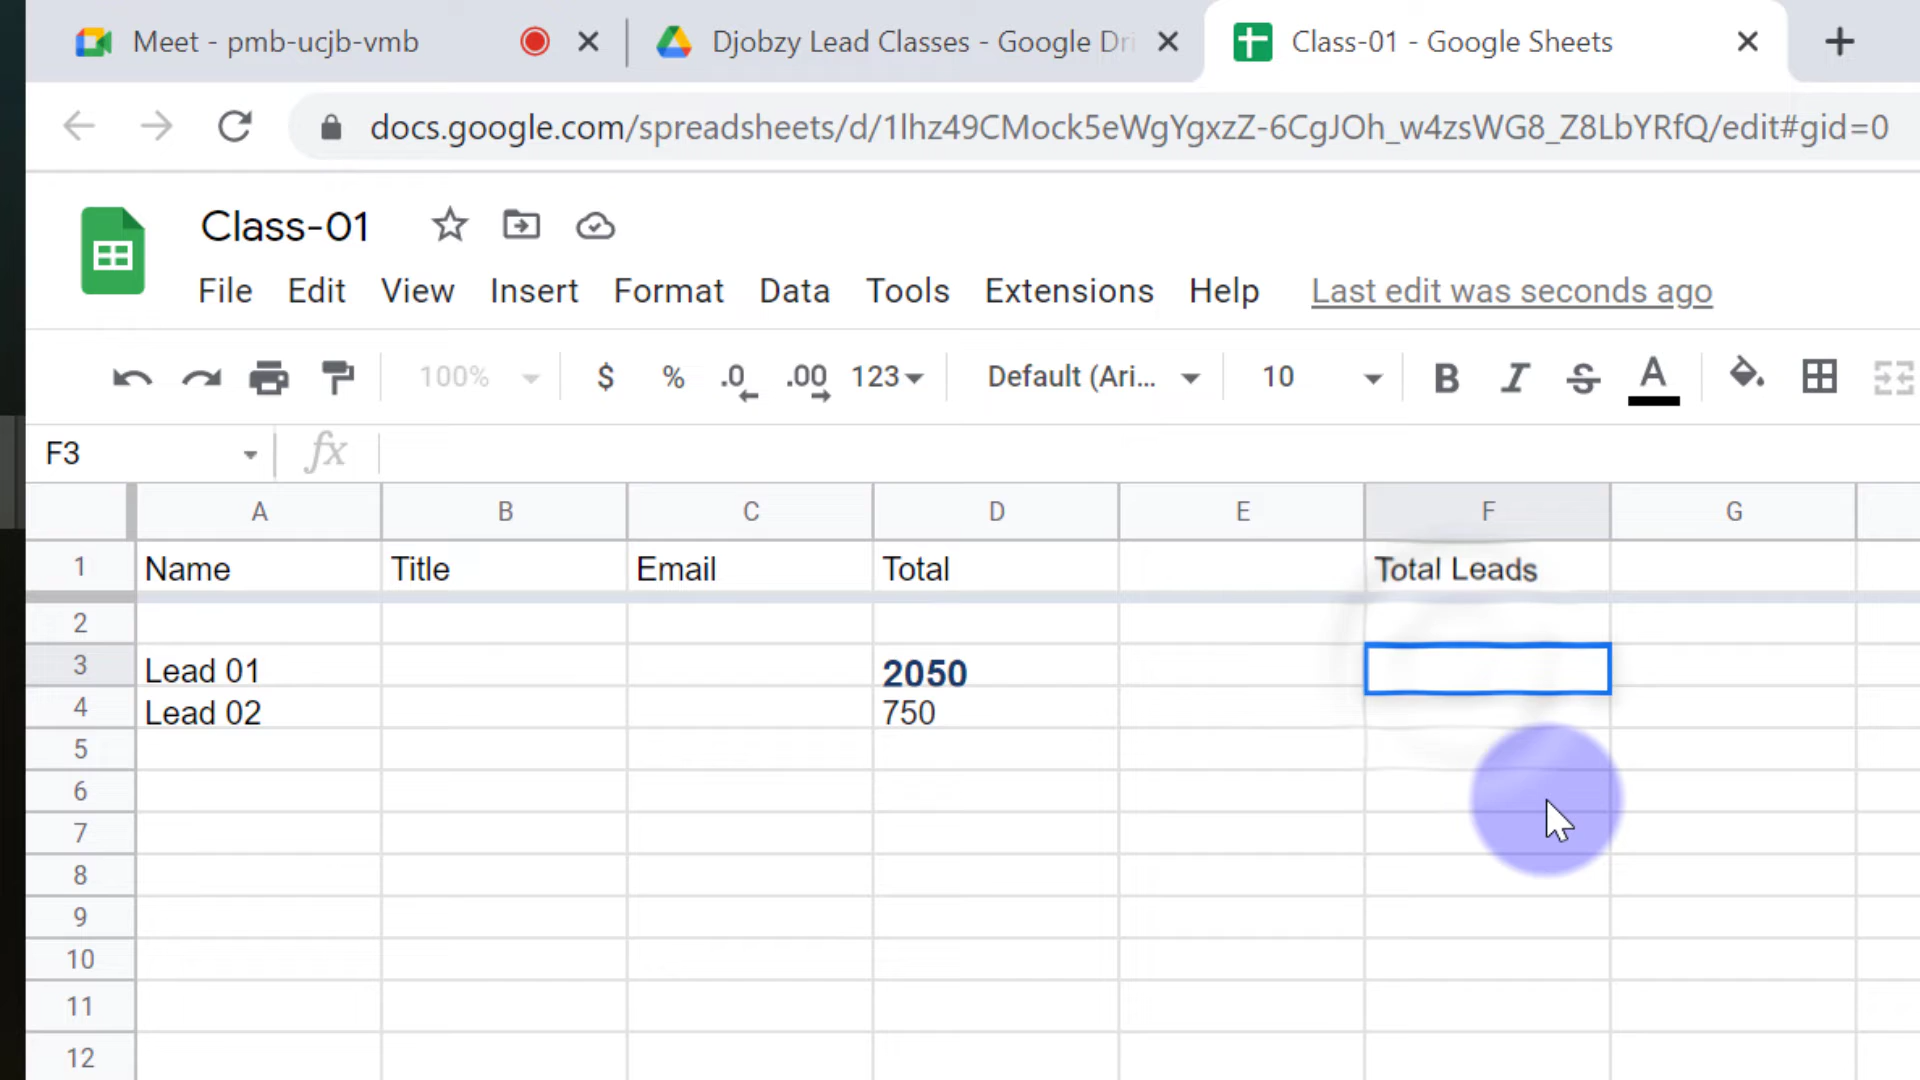 Meet - pmb-ucjb-vmb
Djobzy Lead Classes - Google Dri
Class-01 - Google Sheets
docs.google.com/spreadsheets/d/1lhz49CMock5eWgYgxzZ-6CgJOh_w4zsWG8_Z8LbYRfQ/edit#gid=0
Class-01
File Edit View Insert Format Data Tools Extensions Help Last edit was seconds ago
100% $ % .0 .00 123 Default (Ari... 10 B I S A
F3 fx
A B C D E F G
1 Name Title Email Total Total Leads
2
3 Lead 01 2050
4 Lead 02 750
5
6
7
8
9
10
11
12